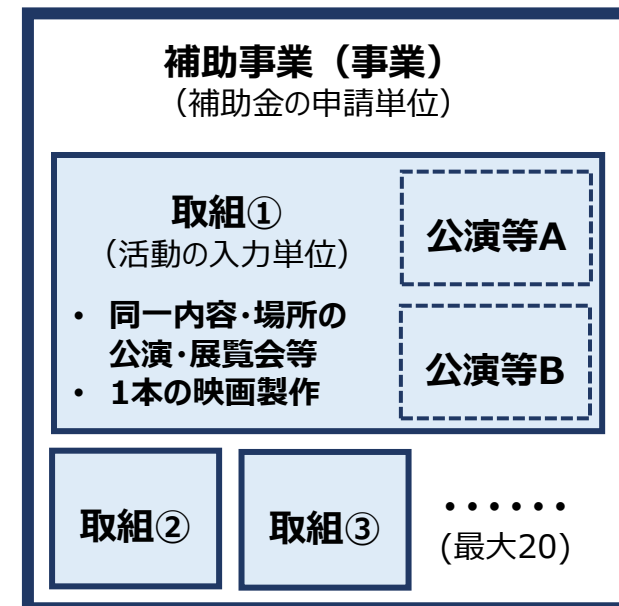 補助事業（事業）
（補助金の申請単位）
取組①
（活動の入力単位）
・ 同一内容･場所の
公演･展覧会等
・ 1本の映画製作
公演等A
公演等B
取組②
取組③
・・・・・・
(最大20)